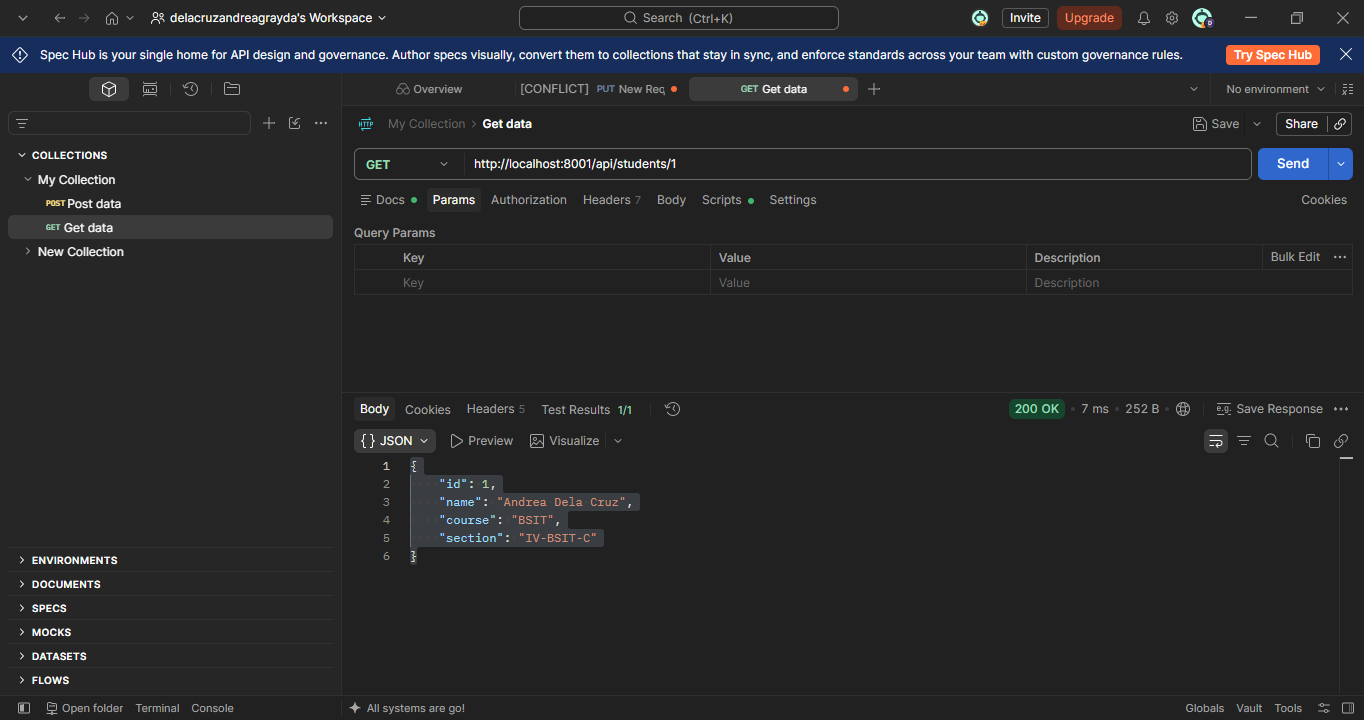 delacruzandreagrayda's Workspace
Search (Ctrl+K)
Invite
Upgrade
D
Spec Hub is your single home for API design and governance. Author specs visually, convert them to collections that stay in sync, and enforce standards across your team with custom governance rules.
Try Spec Hub
Overview
[CONFLICT] PUT New Req
GET Get data
No environment
COLLECTIONS
My Collection
POST Post data
GET Get data
New Collection
ENVIRONMENTS
DOCUMENTS
SPECS
MOCKS
DATASETS
FLOWS
HTTP My Collection > Get data
Save
Share
GET
http://localhost:8001/api/students/1
Send
Docs Params Authorization Headers 7 Body Scripts Settings
Cookies
Query Params
Key Value Description Bulk Edit
Key Value Description
Body Cookies Headers 5 Test Results 1/1
200 OK 7 ms 252 B e.g. Save Response
{} JSON Preview Visualize
1 {
2 "id": 1,
3 "name": "Andrea Dela Cruz",
4 "course": "BSIT",
5 "section": "IV-BSIT-C"
6 }
Open folder Terminal Console
All systems are go!
Globals Vault Tools